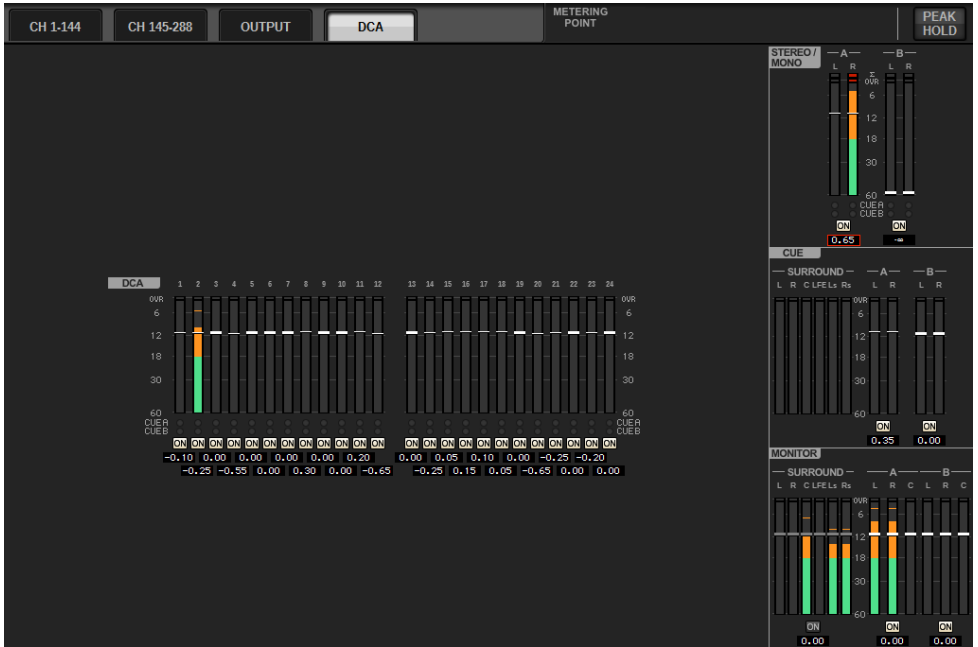 CH 1-144 CH 145-288 OUTPUT DCA METERING POINT PEAK HOLD
STEREO / MONO
A B
L R L R
Σ
OVR
6
12
18
30
60
CUE A
CUE B
ON ON
0.65 -∞
CUE
SURROUND A B
L R C LFE Ls Rs L R L R
OVR
6
12
18
30
60
ON ON
0.35 0.00
DCA 1 2 3 4 5 6 7 8 9 10 11 12 13 14 15 16 17 18 19 20 21 22 23 24
OVR OVR
6 6
12 12
18 18
30 30
60 60
CUE A CUE A
CUE B CUE B
ON ON ON ON ON ON ON ON ON ON ON ON ON ON ON ON ON ON ON ON ON ON ON ON
-0.10 0.00 0.00 0.00 0.00 0.20 0.00 0.05 0.10 0.00 -0.25 -0.20
-0.25 -0.55 0.00 0.30 0.00 -0.65 -0.25 0.15 0.05 -0.65 0.00 0.00
MONITOR
SURROUND A B
L R C LFE Ls Rs L R C L R C
OVR
6
12
18
30
60
ON ON ON
0.00 0.00 0.00